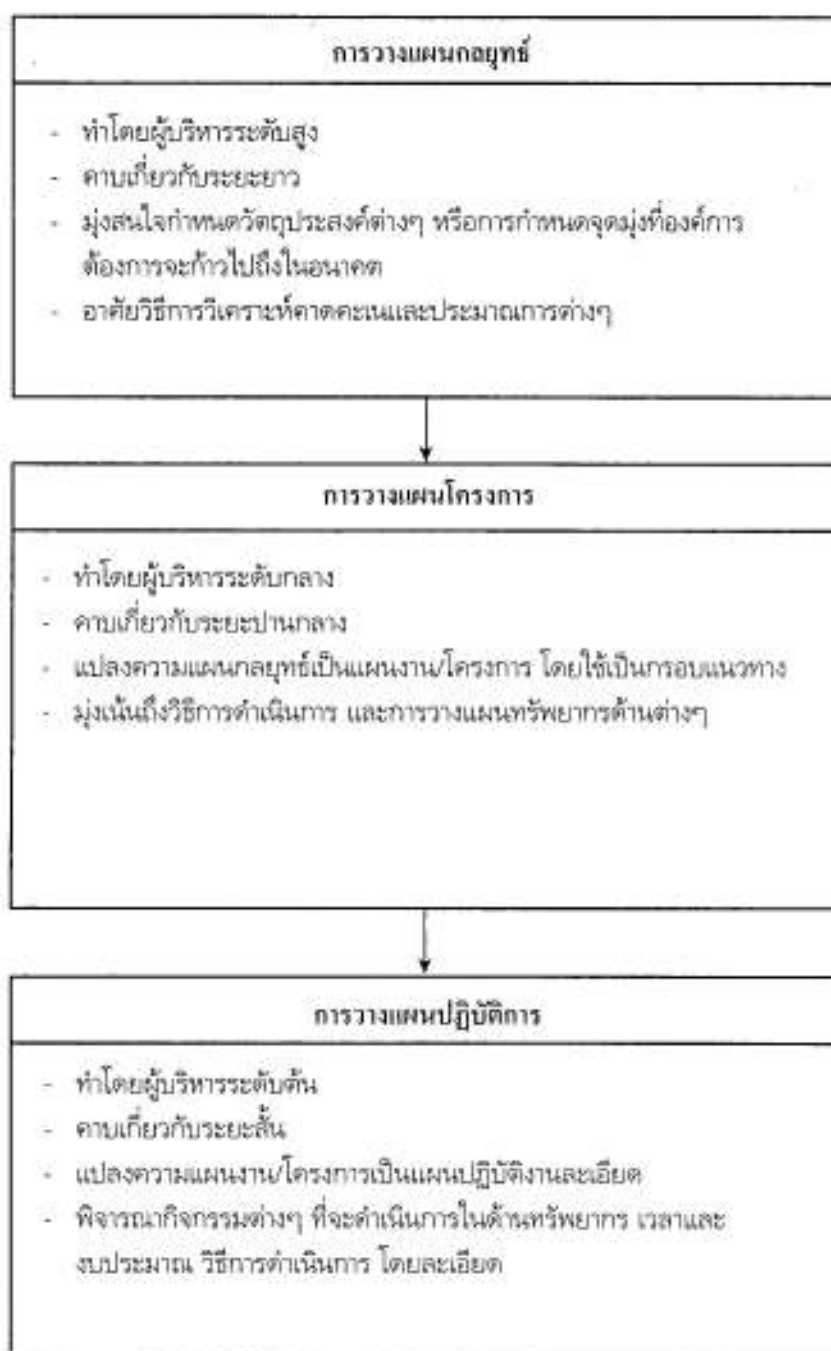 การวางแผนกลยุทธ์
- ทำโดยผู้บริหารระดับสูง
- คาบเกี่ยวกับระยะยาว
- มุ่งสนใจกำหนดวัตถุประสงค์ต่างๆ หรือการกำหนดจุดมุ่งที่องค์การ
ต้องการจะก้าวไปถึงในอนาคต
- อาศัยวิธีการวิเคราะห์คาดคะเนและประมาณการต่างๆ
การวางแผนโครงการ
- ทำโดยผู้บริหารระดับกลาง
- คาบเกี่ยวกับระยะปานกลาง
- แปลงความแผนกลยุทธ์เป็นแผนงาน/โครงการ โดยใช้เป็นกรอบแนวทาง
- มุ่งเน้นถึงวิธีการดำเนินการ และการวางแผนทรัพยากรด้านต่างๆ
การวางแผนปฏิบัติการ
- ทำโดยผู้บริหารระดับต้น
- คาบเกี่ยวกับระยะสั้น
- แปลงความแผนงาน/โครงการเป็นแผนปฏิบัติงานละเอียด
- พิจารณากิจกรรมต่างๆ ที่จะดำเนินการในด้านทรัพยากร เวลาและ
งบประมาณ วิธีการดำเนินการ โดยละเอียด